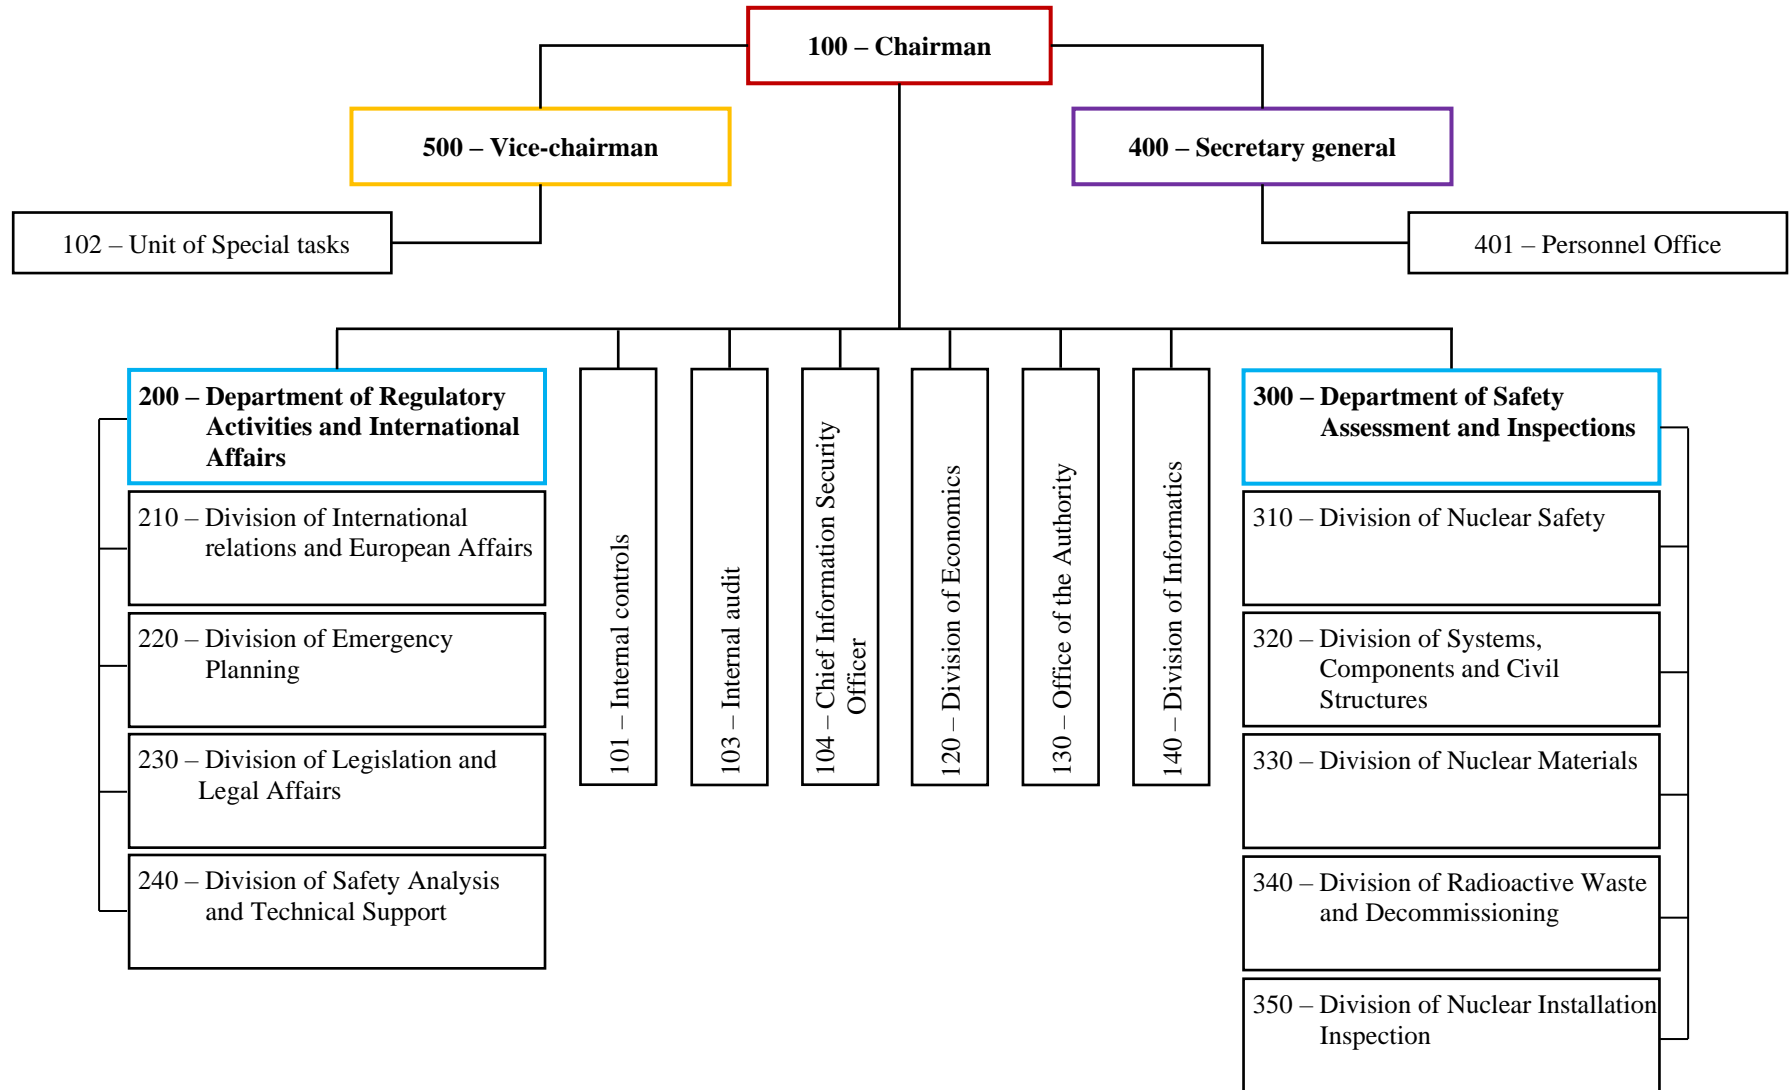 100 – Chairman
500 – Vice-chairman
400 – Secretary general
102 – Unit of Special tasks
401 – Personnel Office
200 – Department of Regulatory
Activities and International
Affairs
210 – Division of International
relations and European Affairs
220 – Division of Emergency
Planning
230 – Division of Legislation and
Legal Affairs
240 – Division of Safety Analysis
and Technical Support
101 – Internal controls
103 – Internal audit
104 – Chief Information Security
Officer
120 – Division of Economics
130 – Office of the Authority
140 – Division of Informatics
300 – Department of Safety
Assessment and Inspections
310 – Division of Nuclear Safety
320 – Division of Systems,
Components and Civil
Structures
330 – Division of Nuclear Materials
340 – Division of Radioactive Waste
and Decommissioning
350 – Division of Nuclear Installation
Inspection